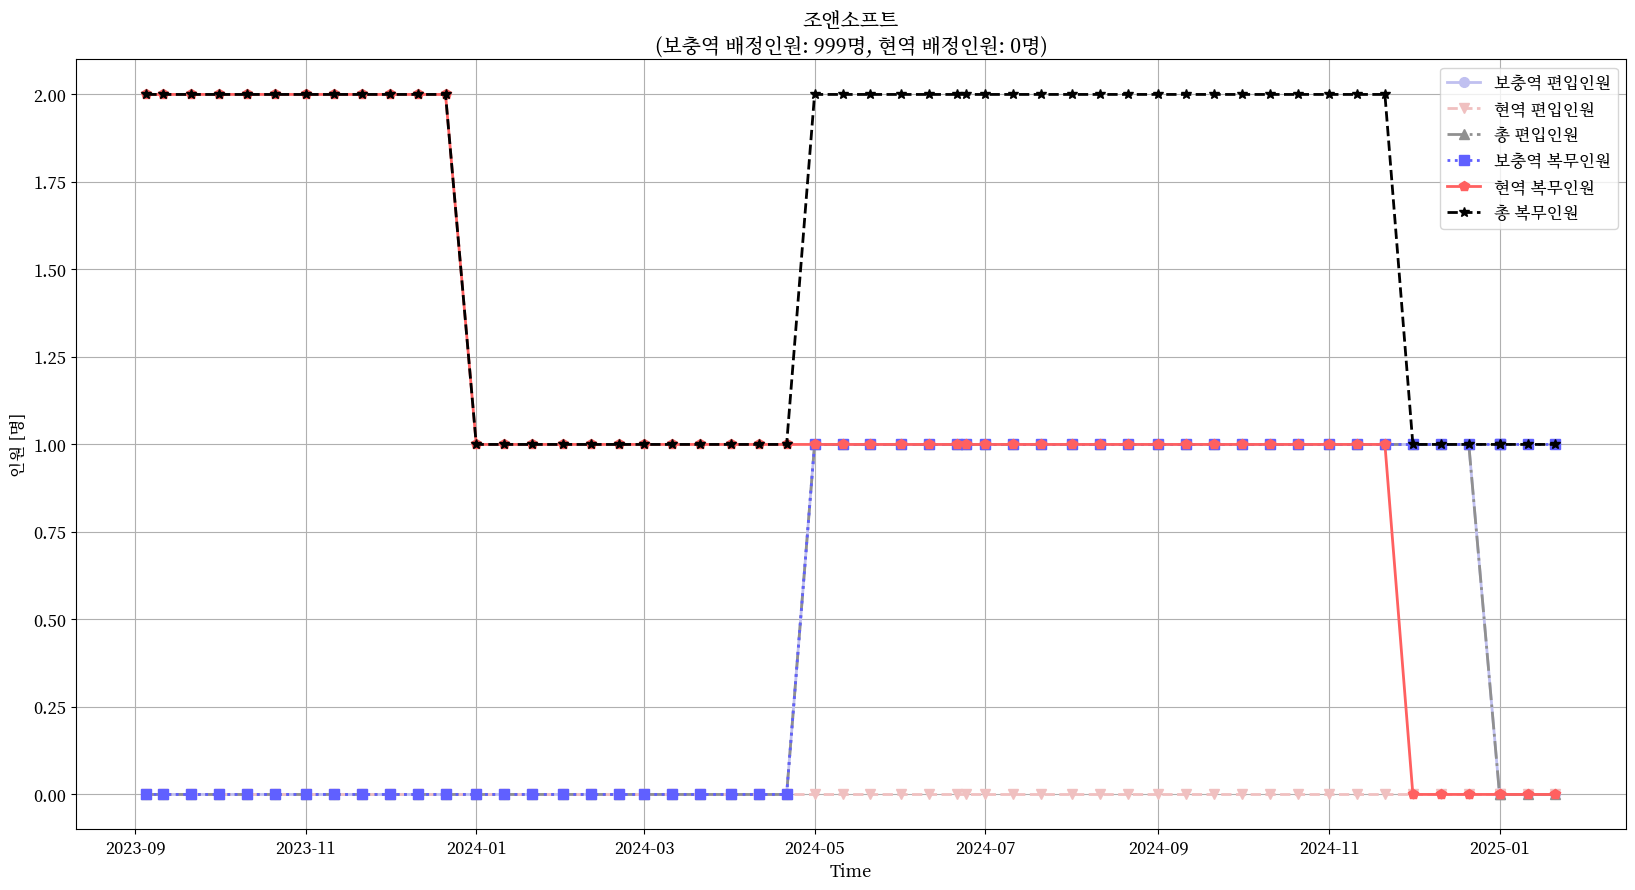 조앤소프트
(보충역 배정인원: 999명, 현역 배정인원: 0명)
보충역 편입인원
현역 편입인원
총 편입인원
보충역 복무인원
현역 복무인원
총 복무인원
인원 [명]
2.00
1.75
1.50
1.25
1.00
0.75
0.50
0.25
0.00
2023-09
2023-11
2024-01
2024-03
2024-05
2024-07
2024-09
2024-11
2025-01
Time